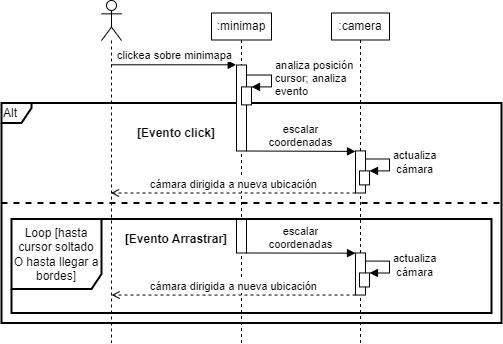 :minimap
:camera
clickea sobre minimapa
analiza posición
cursor; analiza
evento
Alt
[Evento click]
escalar
coordenadas
actualiza
cámara
cámara dirigida a nueva ubicación
Loop [hasta
cursor soltado
O hasta llegar a
bordes]
[Evento Arrastrar]
escalar
coordenadas
actualiza
cámara
cámara dirigida a nueva ubicación